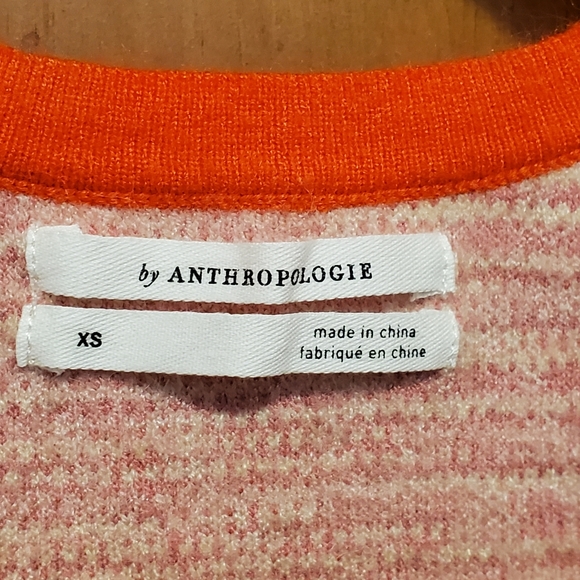 by ANTHROPOLOGIE
XS
made in china
fabriqué en chine